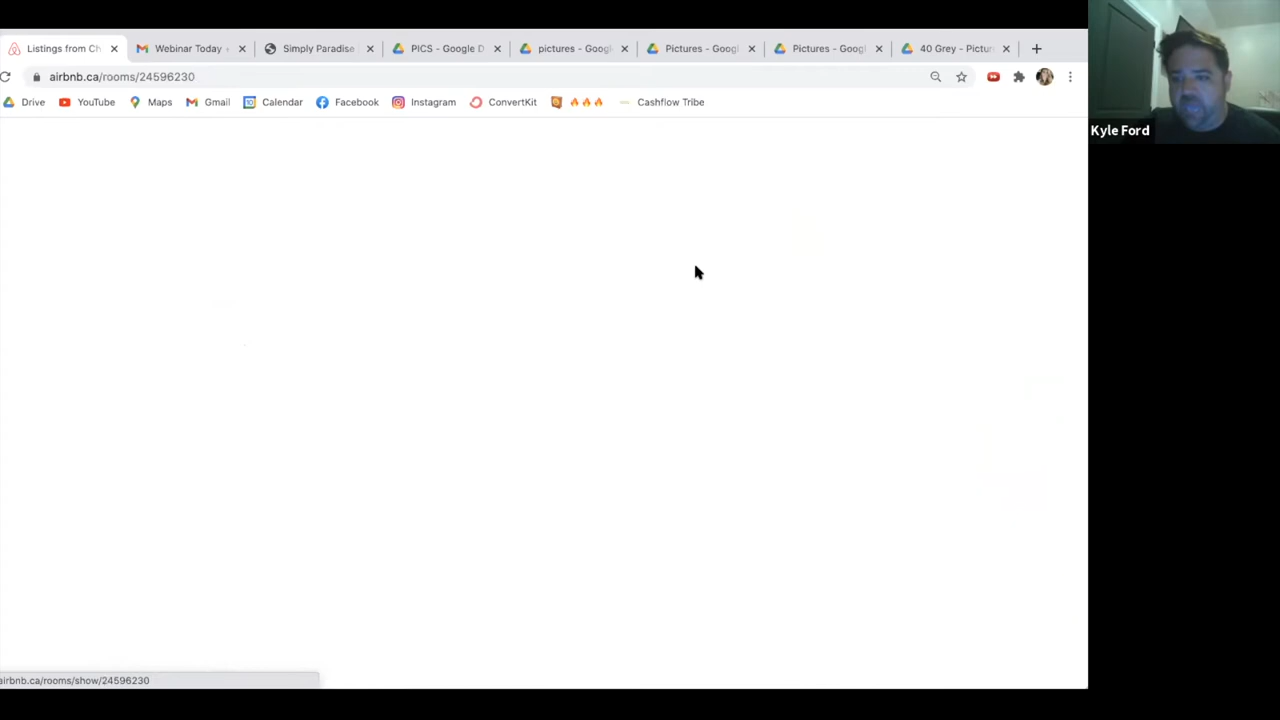 Listings from Ch
Webinar Today
Simply Paradise
PICS - Google D
pictures - Googl
Pictures - Googl
Pictures - Googl
40 Grey - Pictur
airbnb.ca/rooms/24596230
Drive
YouTube
Maps
Gmail
Calendar
Facebook
Instagram
ConvertKit
🔥🔥🔥
Cashflow Tribe
Kyle Ford
airbnb.ca/rooms/show/24596230